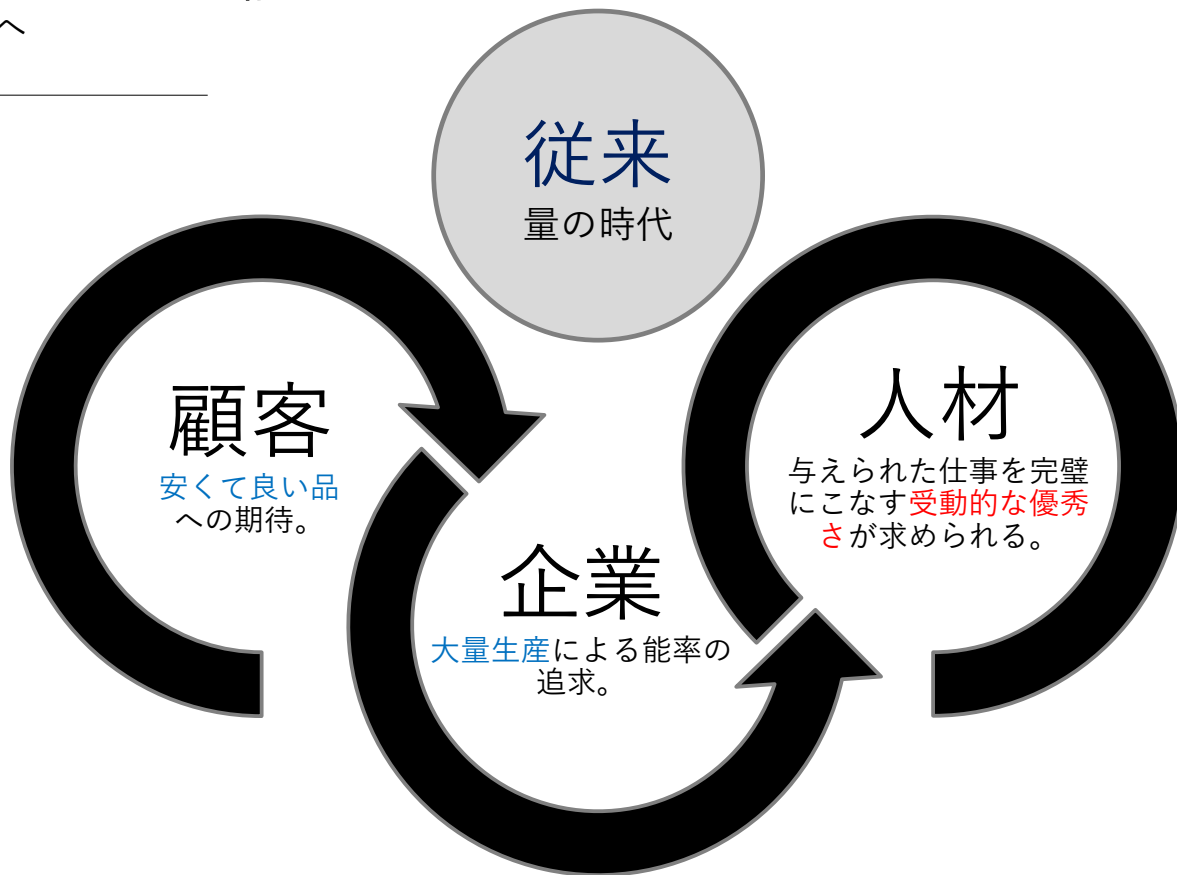 へ
従来
量の時代
顧客
安くて良い品
への期待。
企業
大量生産による能率の
追求。
人材
与えられた仕事を完璧
にこなす受動的な優秀
さが求められる。